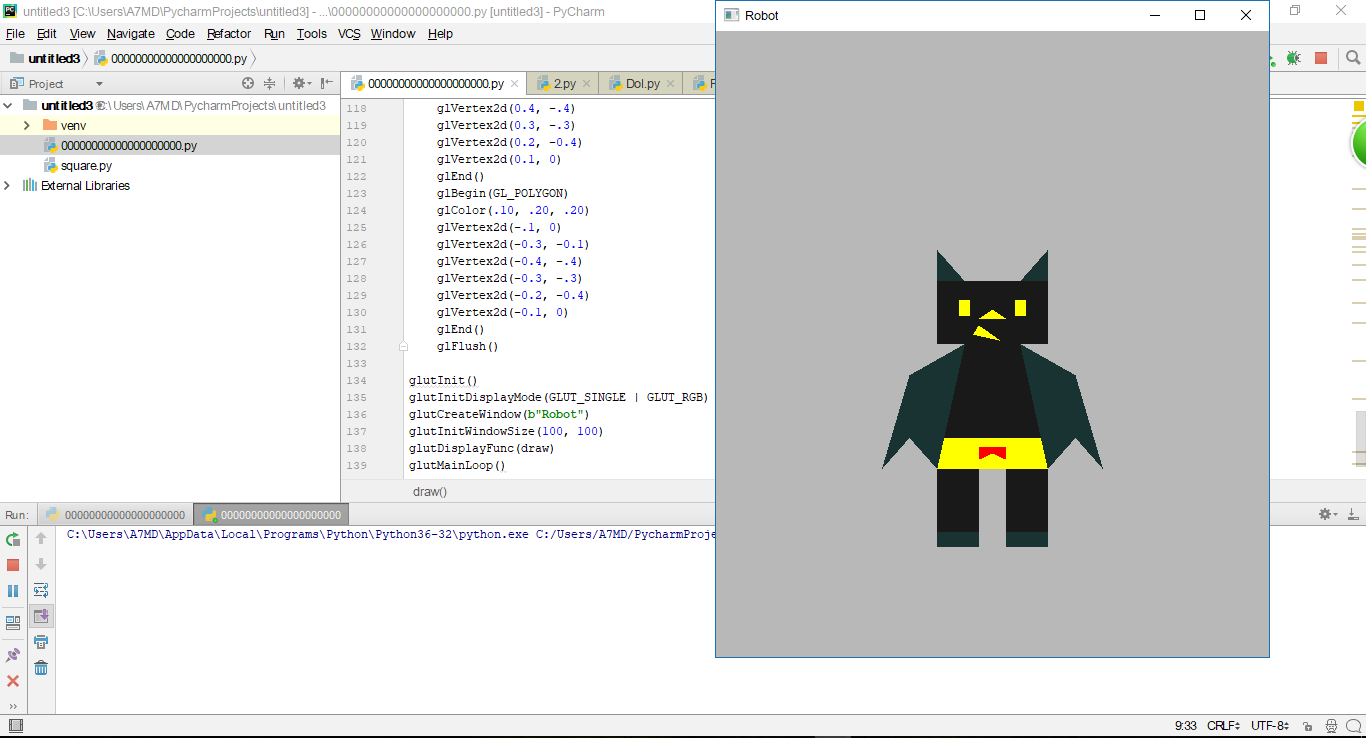 untitled3 [C:\Users\A7MD\PycharmProjects\untitled3] - ...\00000000000000000000.py [untitled3] - PyCharm
File Edit View Navigate Code Refactor Run Tools VCS Window Help
untitled3 00000000000000000000.py
Project
untitled3 C:\Users\A7MD\PycharmProjects\untitled3
venv
00000000000000000000.py
square.py
External Libraries
00000000000000000000.py 2.py Dol.py
118 glVertex2d(0.4, -.4)
119 glVertex2d(0.3, -.3)
120 glVertex2d(0.2, -0.4)
121 glVertex2d(0.1, 0)
122 glEnd()
123 glBegin(GL_POLYGON)
124 glColor(.10, .20, .20)
125 glVertex2d(-.1, 0)
126 glVertex2d(-0.3, -0.1)
127 glVertex2d(-0.4, -.4)
128 glVertex2d(-0.3, -.3)
129 glVertex2d(-0.2, -0.4)
130 glVertex2d(-0.1, 0)
131 glEnd()
132 glFlush()
133
134 glutInit()
135 glutInitDisplayMode(GLUT_SINGLE | GLUT_RGB)
136 glutCreateWindow(b"Robot")
137 glutInitWindowSize(100, 100)
138 glutDisplayFunc(draw)
139 glutMainLoop()
draw()
Robot
Run: 00000000000000000000 00000000000000000000
C:\Users\A7MD\AppData\Local\Programs\Python\Python36-32\python.exe C:/Users/A7MD/PycharmProje
9:33 CRLF UTF-8